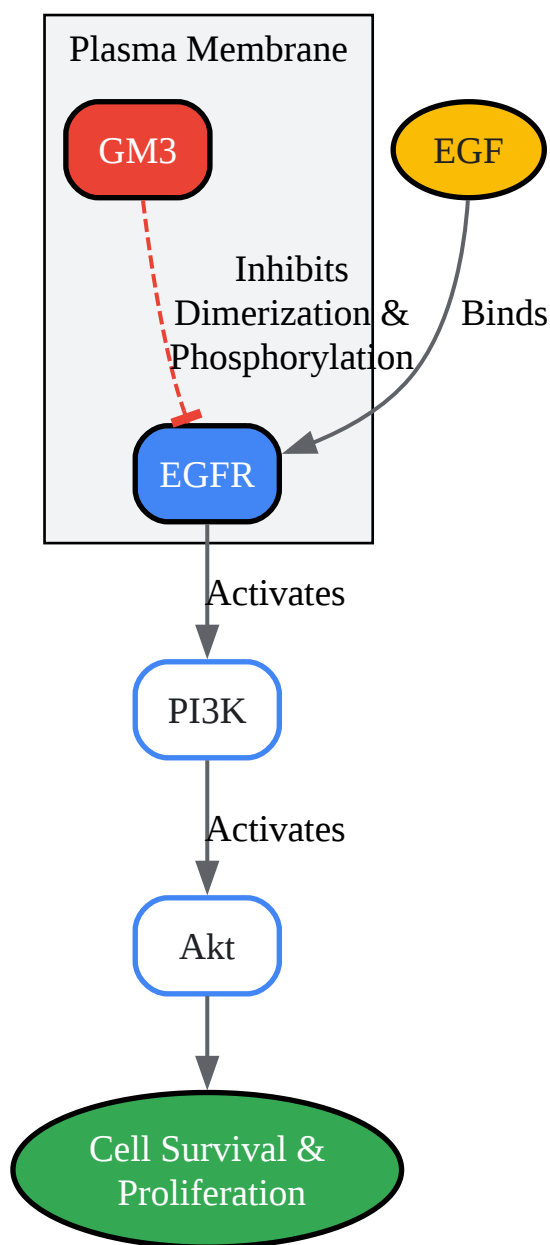 Plasma Membrane
GM3
EGF
Inhibits
Dimerization &
Phosphorylation
Binds
EGFR
Activates
PI3K
Activates
Akt
Cell Survival &
Proliferation